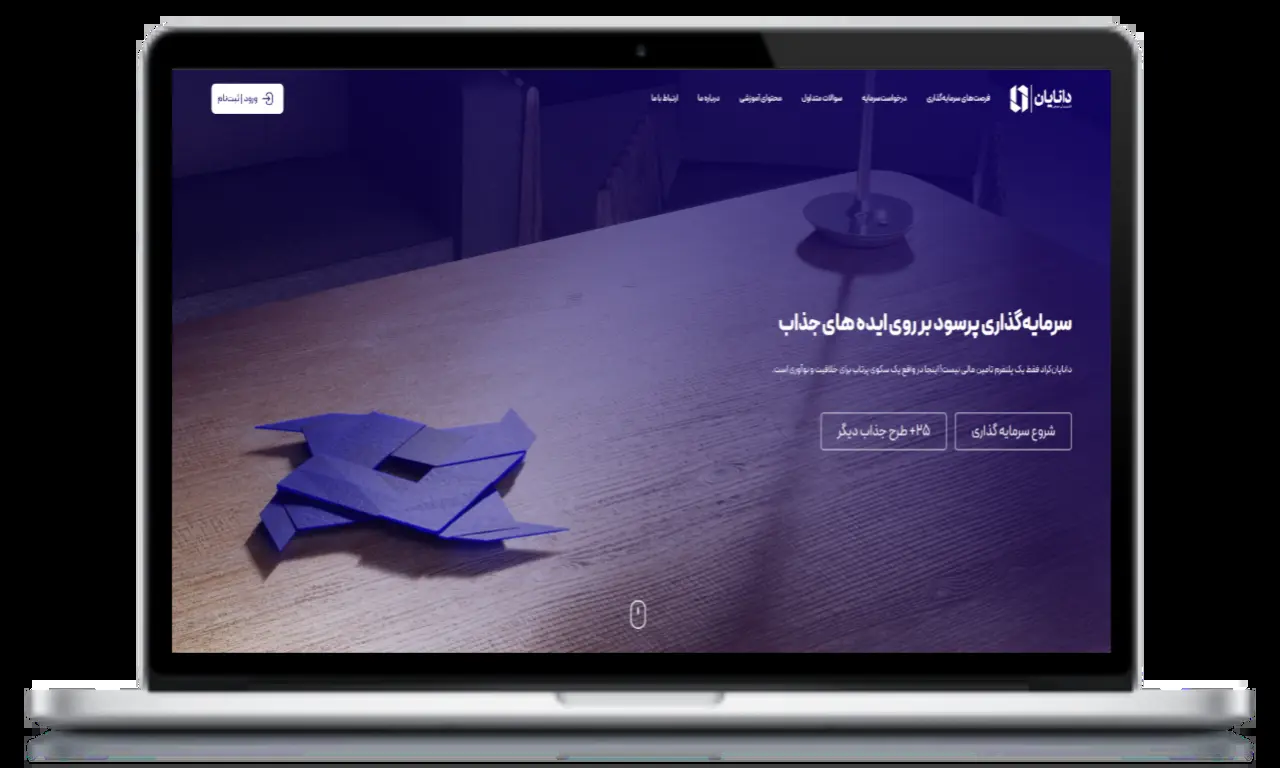 دانایان
فرصت‌های سرمایه‌گذاری
درخواست سرمایه
سوالات متداول
محتوای آموزشی
درباره ما
ارتباط با ما
ورود | ثبت‌نام
سرمایه‌گذاری پرسود بر روی ایده های جذاب
دانایان‌کراد فقط یک پلتفرم تامین مالی نیست! اینجا در واقع یک سکوی پرتاب برای خلاقیت و نوآوری است.
شروع سرمایه گذاری
۲۵+ طرح جذاب دیگر